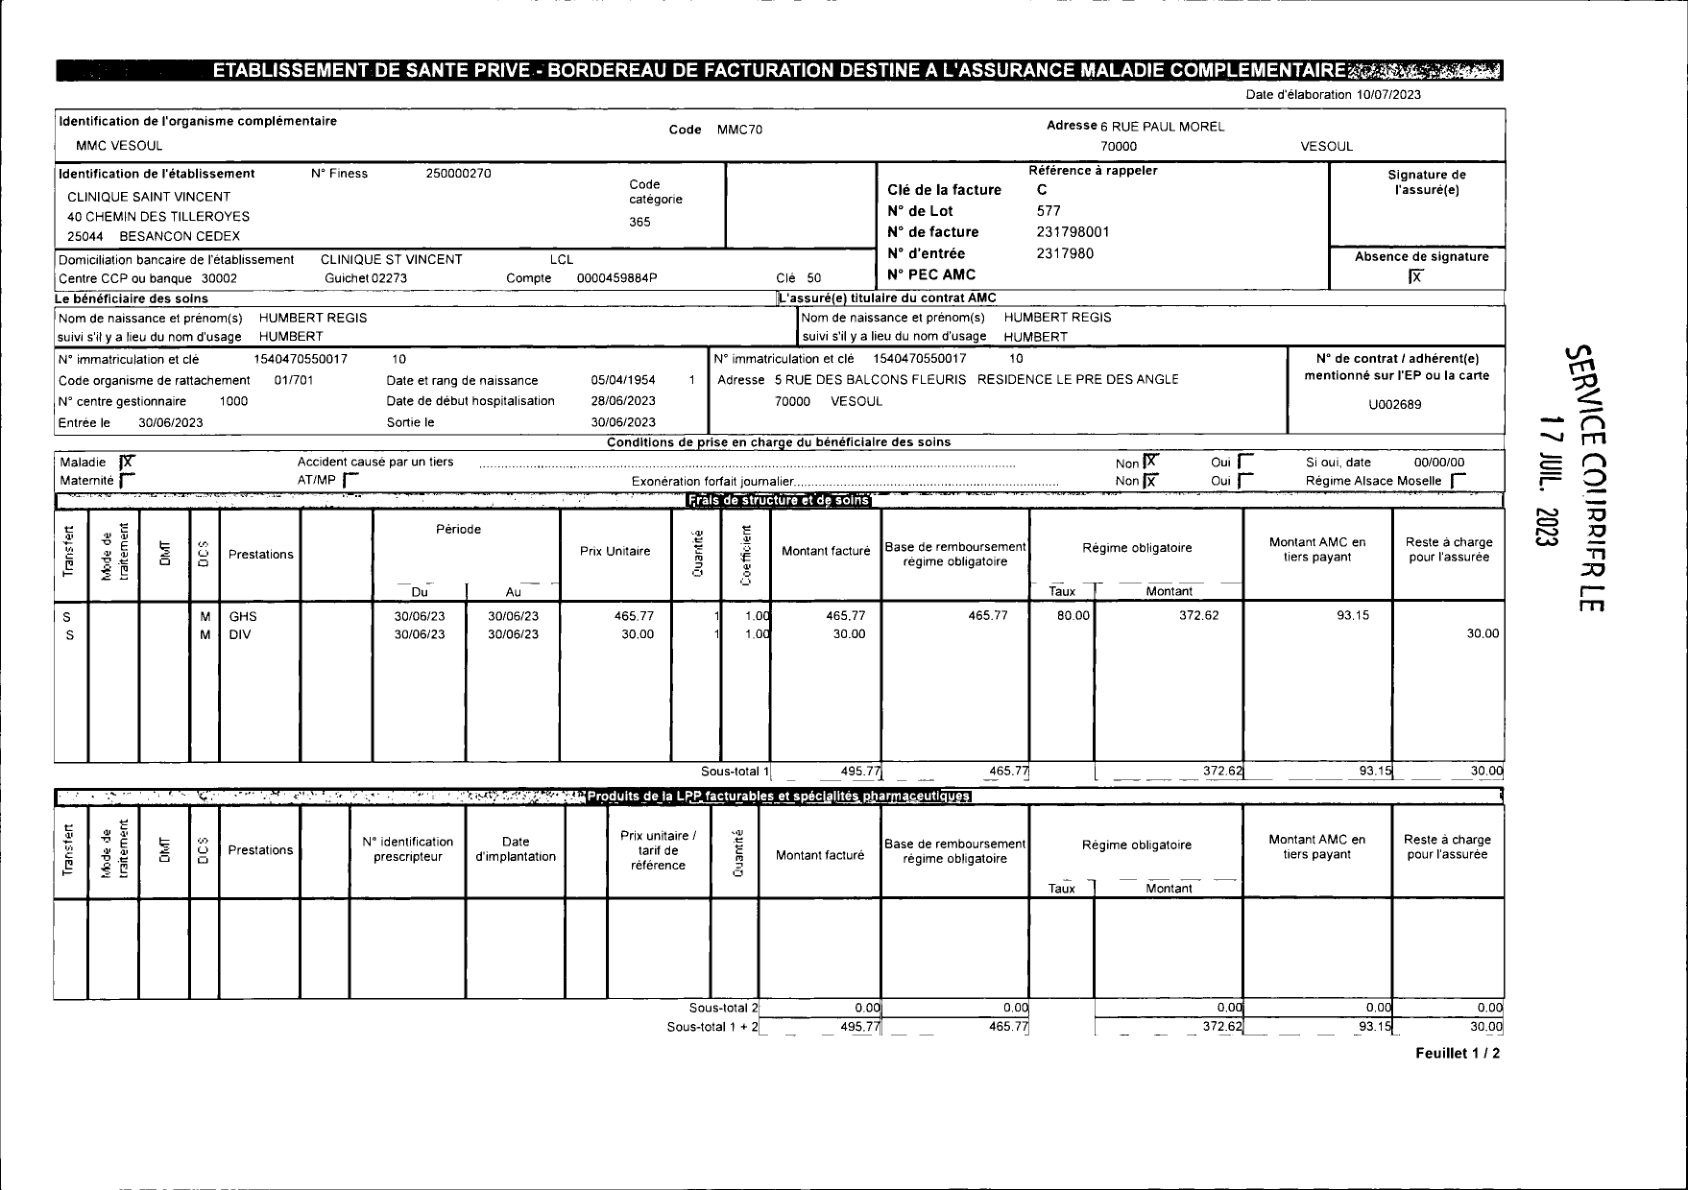 ETABLISSEMENT DE SANTE PRIVE - BORDEREAU DE FACTURATION DESTINE A L'ASSURANCE MALADIE COMPLEMENTAIRE
Date d'élaboration 10/07/2023
Identification de l'organisme complémentaire
MMC VESOUL
Code MMC70
Adresse 6 RUE PAUL MOREL
70000 VESOUL
Identification de l'établissement N° Finess 250000270
CLINIQUE SAINT VINCENT
40 CHEMIN DES TILLEROYES
25044 BESANCON CEDEX
Code
catégorie
365
Référence à rappeler
Clé de la facture C
N° de Lot 577
N° de facture 231798001
N° d'entrée 2317980
N° PEC AMC
Signature de
l'assuré(e)
Absence de signature
X
Domiciliation bancaire de l'établissement CLINIQUE ST VINCENT LCL
Centre CCP ou banque 30002 Guichet 02273 Compte 0000459884P Clé 50
Le bénéficiaire des soins
L'assuré(e) titulaire du contrat AMC
Nom de naissance et prénom(s) HUMBERT REGIS
suivi s'il y a lieu du nom d'usage HUMBERT
Nom de naissance et prénom(s) HUMBERT REGIS
suivi s'il y a lieu du nom d'usage HUMBERT
N° immatriculation et clé 1540470550017 10
Code organisme de rattachement 01/701 Date et rang de naissance 05/04/1954 1
N° centre gestionnaire 1000 Date de début hospitalisation 28/06/2023
Entrée le 30/06/2023 Sortie le 30/06/2023
N° immatriculation et clé 1540470550017 10
Adresse 5 RUE DES BALCONS FLEURIS RESIDENCE LE PRE DES ANGLE
70000 VESOUL
N° de contrat / adhérent(e)
mentionné sur l'EP ou la carte
U002689
Conditions de prise en charge du bénéficiaire des soins
Maladie X Accident causé par un tiers Non X Oui Si oui, date 00/00/00
Maternité AT/MP Exonération forfait journalier Non X Oui Régime Alsace Moselle
Frais de structure et de soins
Transfert Mode de traitement DMT DCS Prestations Période Du Au Prix Unitaire Quantité Coefficient Montant facturé Base de remboursement régime obligatoire Régime obligatoire Taux Montant Montant AMC en tiers payant Reste à charge pour l'assurée
S M GHS 30/06/23 30/06/23 465.77 1 1.00 465.77 465.77 80.00 372.62 93.15
S M DIV 30/06/23 30/06/23 30.00 1 1.00 30.00 30.00
Sous-total 1 495.77 465.77 372.62 93.15 30.00
Produits de la LPP facturables et spécialités pharmaceutiques
Transfert Mode de traitement DMT DCS Prestations N° identification prescripteur Date d'implantation Prix unitaire / tarif de référence Quantité Montant facturé Base de remboursement régime obligatoire Régime obligatoire Taux Montant Montant AMC en tiers payant Reste à charge pour l'assurée
Sous-total 2 0.00 0.00 0.00 0.00 0.00
Sous-total 1 + 2 495.77 465.77 372.62 93.15 30.00
Feuillet 1 / 2
SERVICE COURRIER LE
17 JUIL. 2023